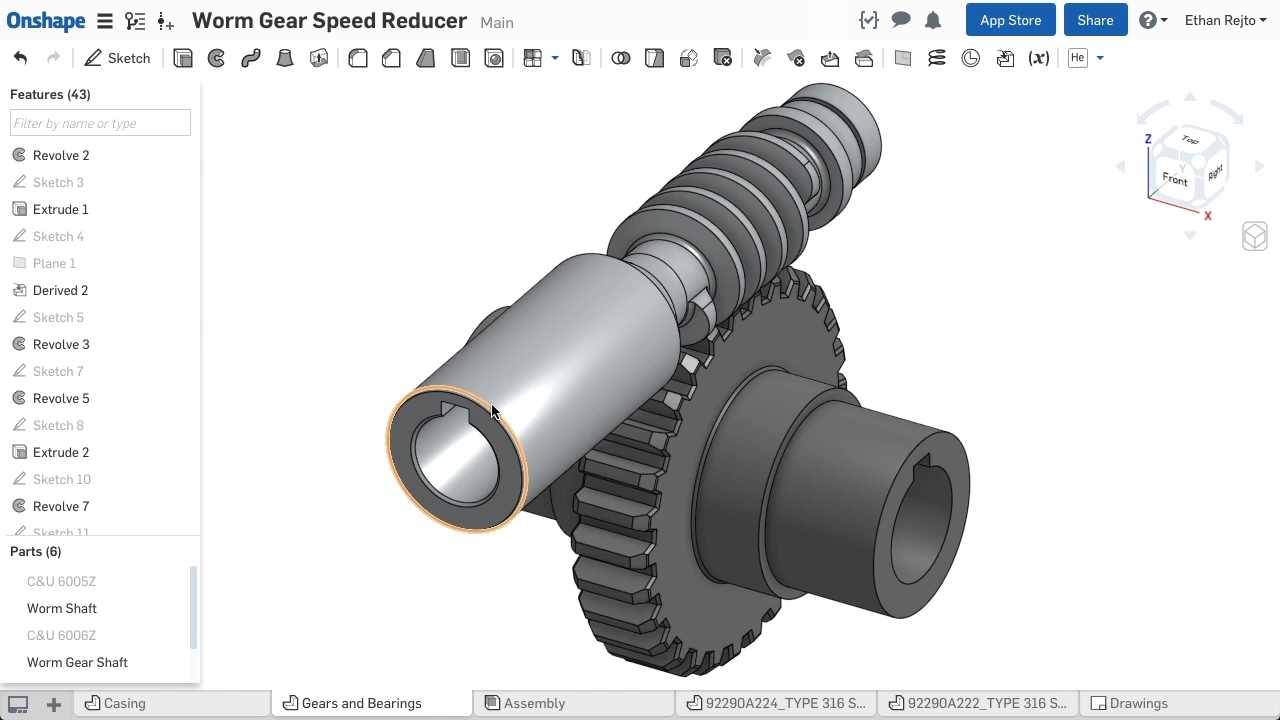 Onshape Worm Gear Speed Reducer Main App Store Share Ethan Rejto
Sketch (x) He
Features (43)
Filter by name or type
Revolve 2
Sketch 3
Extrude 1
Sketch 4
Plane 1
Derived 2
Sketch 5
Revolve 3
Sketch 7
Revolve 5
Sketch 8
Extrude 2
Sketch 10
Revolve 7
Sketch 11
Parts (6)
C&U 6005Z
Worm Shaft
C&U 6006Z
Worm Gear Shaft
Z
Top
Y
Front
Right
X
Casing Gears and Bearings Assembly 92290A224_TYPE 316 S... 92290A222_TYPE 316 S... Drawings